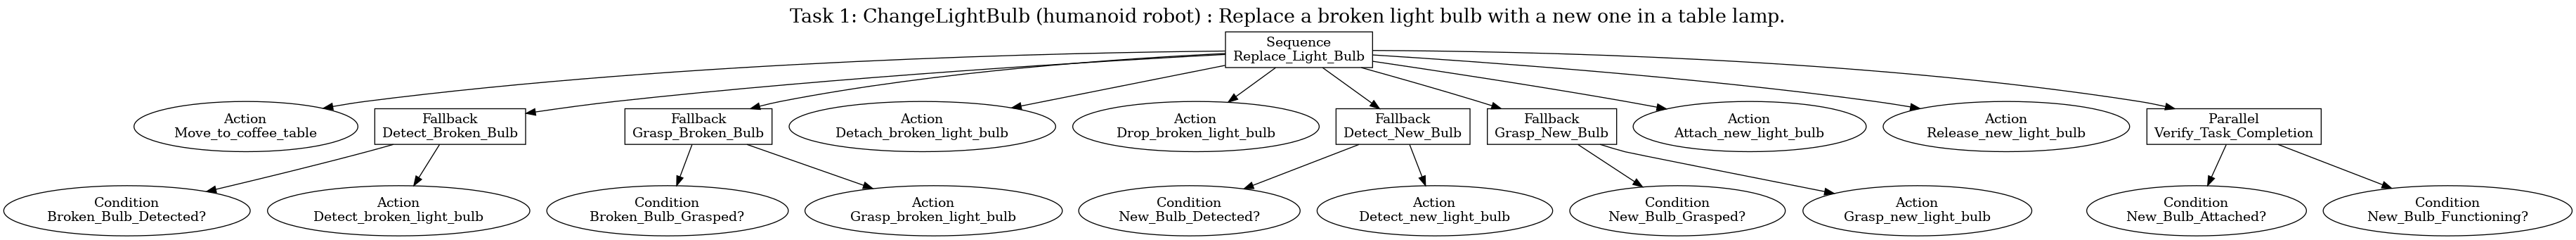 Task 1: ChangeLightBulb (humanoid robot) : Replace a broken light bulb with a new one in a table lamp.
Sequence
Replace_Light_Bulb
Action
Move_to_coffee_table
Fallback
Detect_Broken_Bulb
Fallback
Grasp_Broken_Bulb
Action
Detach_broken_light_bulb
Action
Drop_broken_light_bulb
Fallback
Detect_New_Bulb
Fallback
Grasp_New_Bulb
Action
Attach_new_light_bulb
Action
Release_new_light_bulb
Parallel
Verify_Task_Completion
Condition
Broken_Bulb_Detected?
Action
Detect_broken_light_bulb
Condition
Broken_Bulb_Grasped?
Action
Grasp_broken_light_bulb
Condition
New_Bulb_Detected?
Action
Detect_new_light_bulb
Condition
New_Bulb_Grasped?
Action
Grasp_new_light_bulb
Condition
New_Bulb_Attached?
Condition
New_Bulb_Functioning?